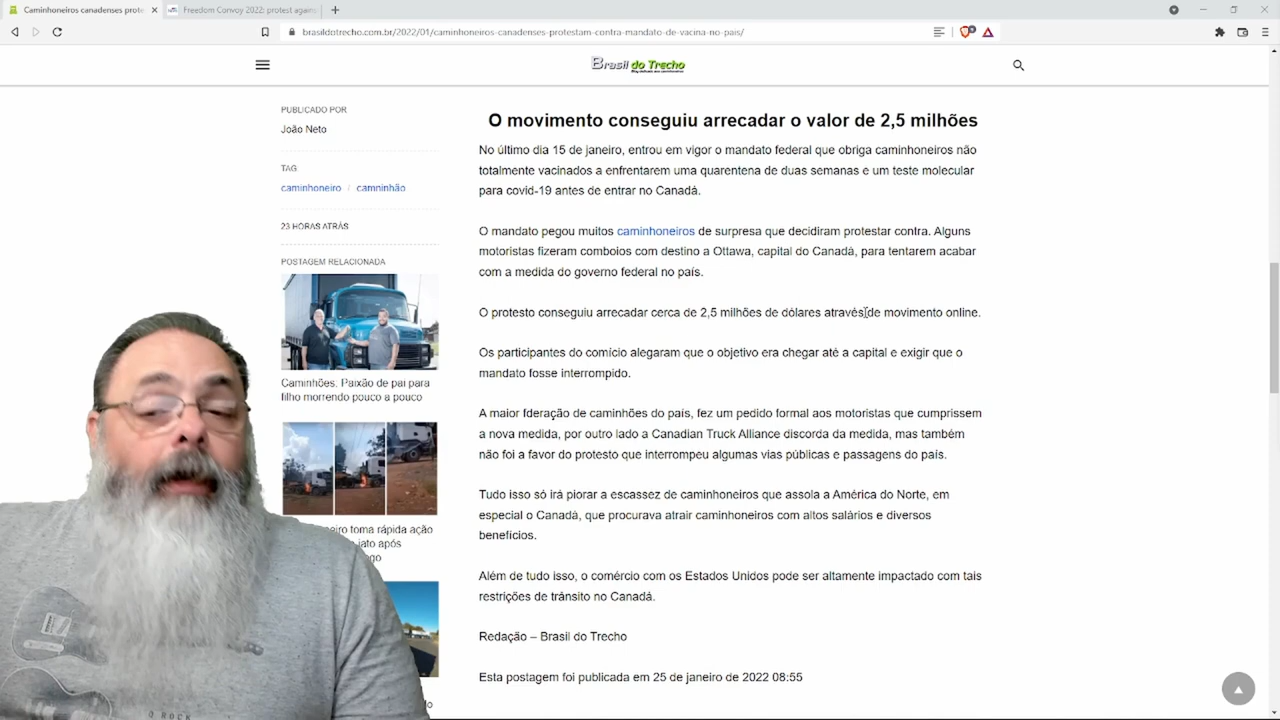 Caminhoneiros canadenses prote
Freedom Convoy 2022: protest agains
brasildotrecho.com.br/2022/01/caminhoneiros-canadenses-protestam-contra-mandato-de-vacina-no-pais/
Brasil do Trecho
PUBLICADO POR
João Neto
TAG
caminhoneiro / camninhão
23 HORAS ATRÁS
POSTAGEM RELACIONADA
Caminhões, Paixão de pai para
filho morrendo pouco a pouco
neiro toma rápida ação
jato após
ogo
do
O movimento conseguiu arrecadar o valor de 2,5 milhões
No último dia 15 de janeiro, entrou em vigor o mandato federal que obriga caminhoneiros não
totalmente vacinados a enfrentarem uma quarentena de duas semanas e um teste molecular
para covid-19 antes de entrar no Canadá.
O mandato pegou muitos caminhoneiros de surpresa que decidiram protestar contra. Alguns
motoristas fizeram comboios com destino a Ottawa, capital do Canadá, para tentarem acabar
com a medida do governo federal no país.
O protesto conseguiu arrecadar cerca de 2,5 milhões de dólares através de movimento online.
Os participantes do comício alegaram que o objetivo era chegar até a capital e exigir que o
mandato fosse interrompido.
A maior fderação de caminhões do país, fez um pedido formal aos motoristas que cumprissem
a nova medida, por outro lado a Canadian Truck Alliance discorda da medida, mas também
não foi a favor do protesto que interrompeu algumas vias públicas e passagens do país.
Tudo isso só irá piorar a escassez de caminhoneiros que assola a América do Norte, em
especial o Canadá, que procurava atrair caminhoneiros com altos salários e diversos
benefícios.
Além de tudo isso, o comércio com os Estados Unidos pode ser altamente impactado com tais
restrições de trânsito no Canadá.
Redação – Brasil do Trecho
Esta postagem foi publicada em 25 de janeiro de 2022 08:55
O ROCK